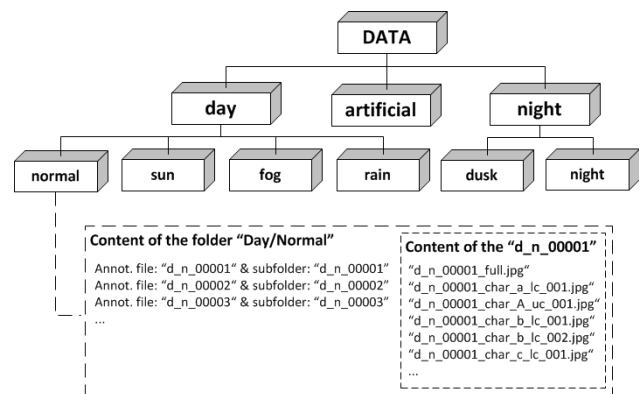 DATA
day
artificial
night
normal
sun
fog
rain
dusk
night
Content of the folder “Day/Normal”
Annot. file: “d_n_00001” & subfolder: “d_n_00001”
Annot. file: “d_n_00002” & subfolder: “d_n_00002”
Annot. file: “d_n_00003” & subfolder: “d_n_00003”
...
Content of the “d_n_00001”
“d_n_00001_full.jpg“
“d_n_00001_char_a_lc_001.jpg“
“d_n_00001_char_A_uc_001.jpg“
“d_n_00001_char_b_lc_001.jpg“
“d_n_00001_char_b_lc_002.jpg“
“d_n_00001_char_c_lc_001.jpg“
...